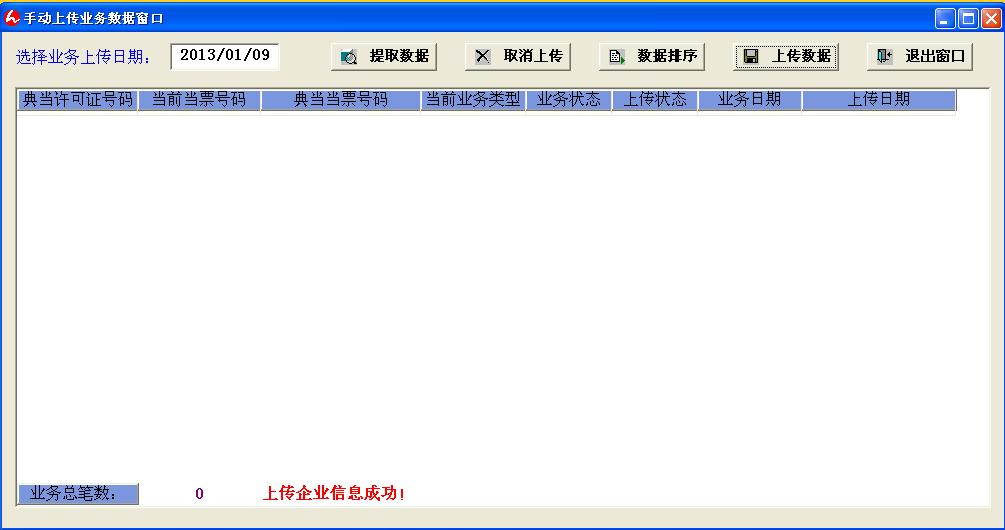 手动上传业务数据窗口
选择业务上传日期： 2013/01/09 提取数据 取消上传 数据排序 上传数据 退出窗口
典当许可证号码 当前当票号码 典当当票号码 当前业务类型 业务状态 上传状态 业务日期 上传日期
业务总笔数： 0 上传企业信息成功!